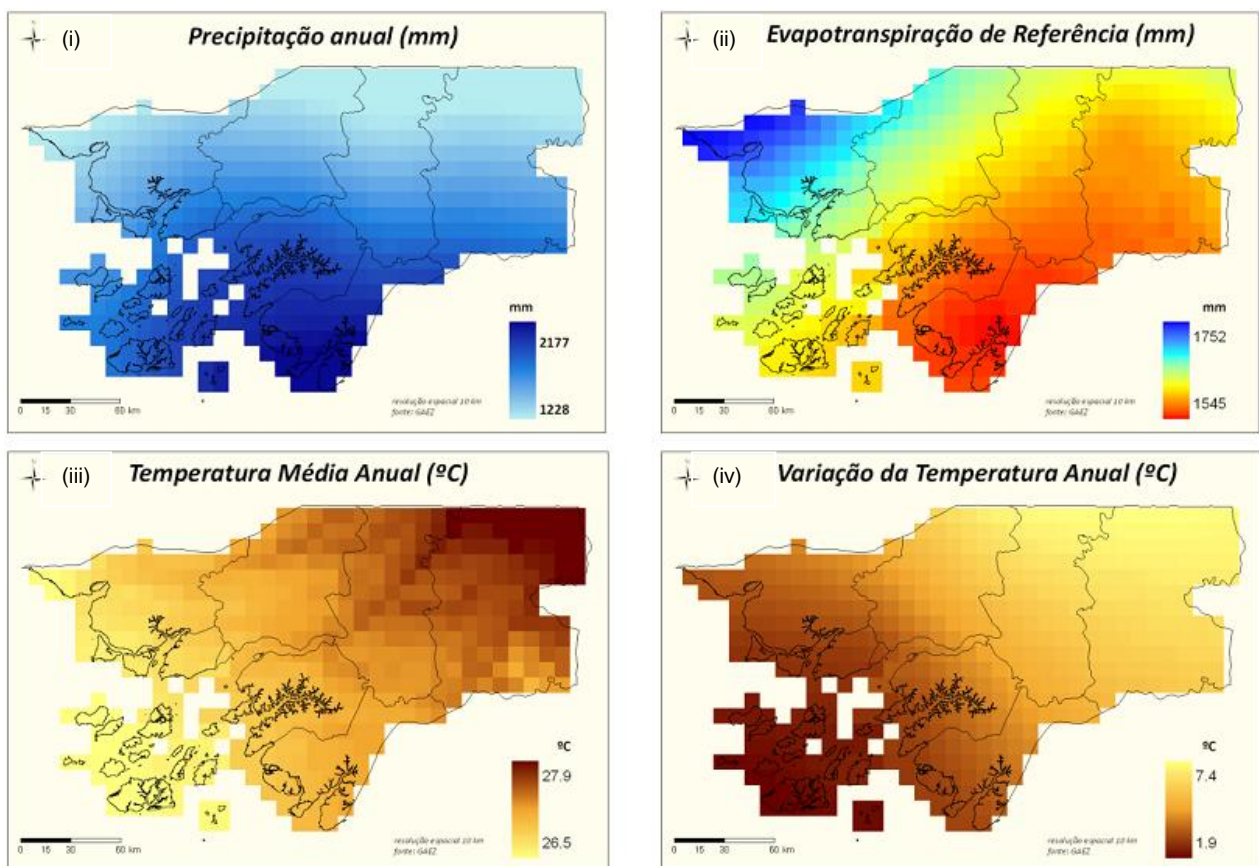 (i)
Precipitação anual (mm)
mm
2177
1228
0 15 30 60 km
resolução espacial 10 km
fonte: GAEZ
(ii)
Evapotranspiração de Referência (mm)
mm
1752
1545
0 15 30 60 km
resolução espacial 10 km
fonte: GAEZ
(iii)
Temperatura Média Anual (ºC)
ºC
27.9
26.5
0 15 30 60 km
resolução espacial 10 km
fonte: GAEZ
(iv)
Variação da Temperatura Anual (ºC)
ºC
7.4
1.9
0 15 30 60 km
resolução espacial 10 km
fonte: GAEZ